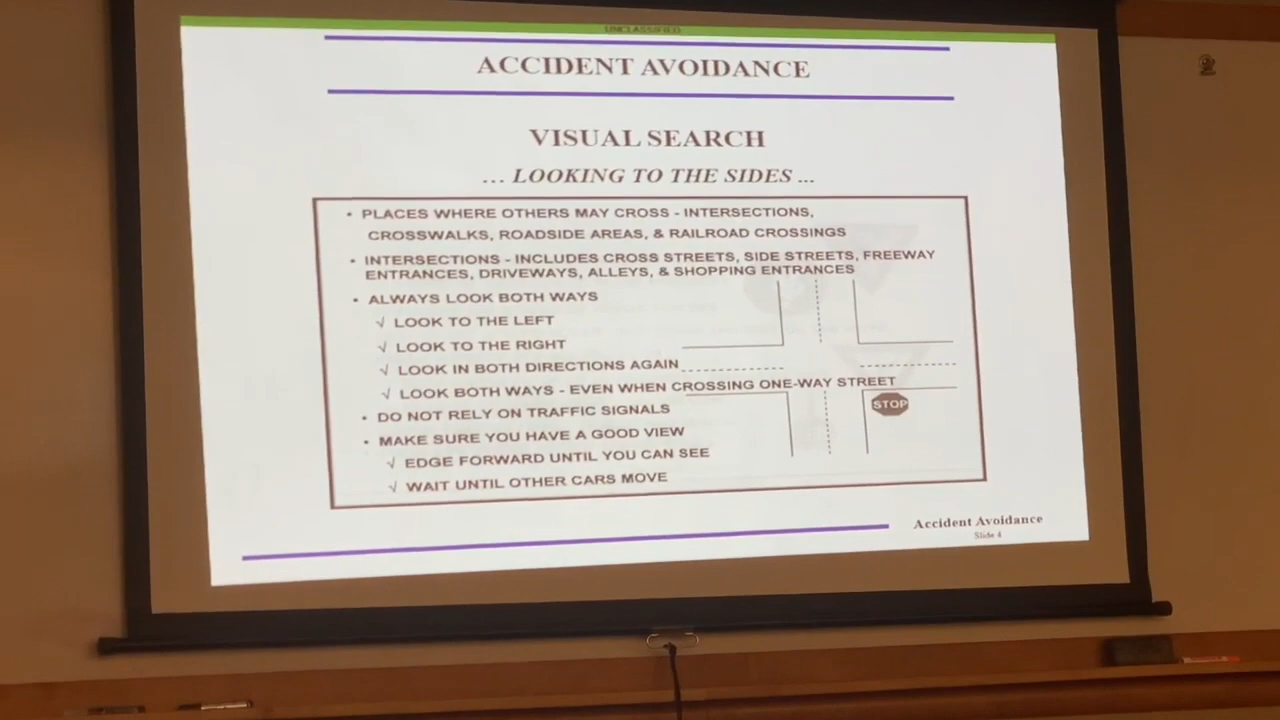 UNCLASSIFIED
ACCIDENT AVOIDANCE
VISUAL SEARCH
... LOOKING TO THE SIDES ...
• PLACES WHERE OTHERS MAY CROSS - INTERSECTIONS,
CROSSWALKS, ROADSIDE AREAS, & RAILROAD CROSSINGS
• INTERSECTIONS - INCLUDES CROSS STREETS, SIDE STREETS, FREEWAY
ENTRANCES, DRIVEWAYS, ALLEYS, & SHOPPING ENTRANCES
• ALWAYS LOOK BOTH WAYS
√ LOOK TO THE LEFT
√ LOOK TO THE RIGHT
√ LOOK IN BOTH DIRECTIONS AGAIN
√ LOOK BOTH WAYS - EVEN WHEN CROSSING ONE-WAY STREET
STOP
• DO NOT RELY ON TRAFFIC SIGNALS
• MAKE SURE YOU HAVE A GOOD VIEW
√ EDGE FORWARD UNTIL YOU CAN SEE
√ WAIT UNTIL OTHER CARS MOVE
Accident Avoidance
Slide 4